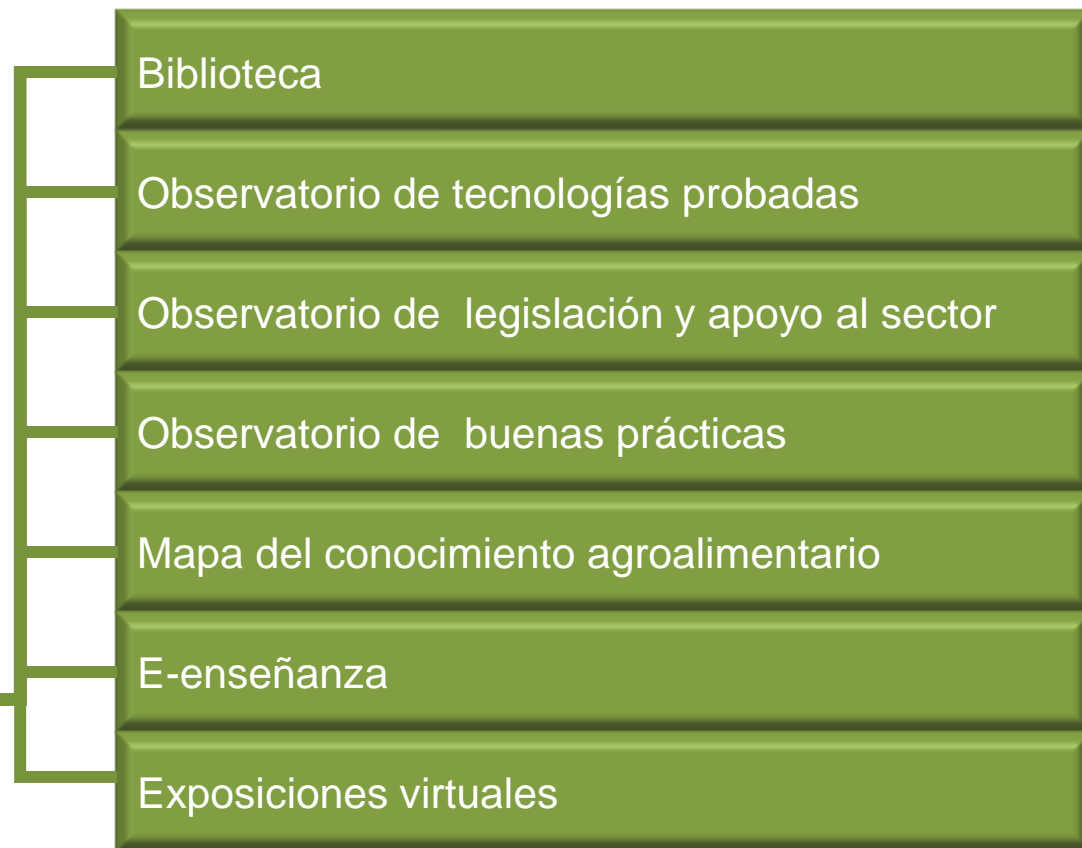 Biblioteca
Observatorio de tecnologías probadas
Observatorio de  legislación y apoyo al sector
Observatorio de  buenas prácticas
Mapa del conocimiento agroalimentario
E-enseñanza
Exposiciones virtuales